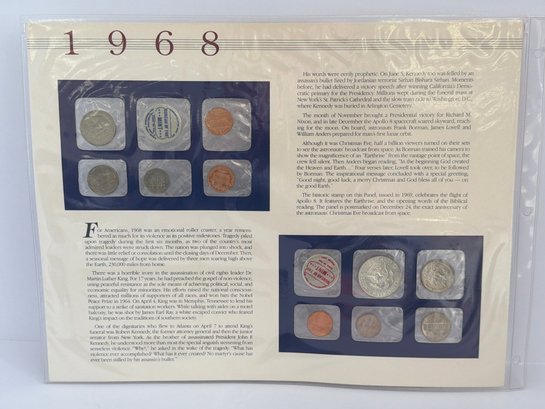 1968
For Americans, 1968 was an emotional roller coaster, a year remem-
bered as much for its violence as its positive milestones. Tragedy piled
upon tragedy during the first six months, as two of the country's most
admired leaders were struck down. The nation was plunged into shock, and
there was little relief or consolation until the closing days of December. Then,
a seasonal message of hope was delivered by three men soaring high above
the Earth, 230,000 miles from home.
There was a horrible irony in the assassination of civil rights leader Dr.
Martin Luther King. For 17 years, he had preached the gospel of non-violence,
using peaceful resistance as the sole means of achieving political, social, and
economic equality for minorities. His efforts raised the national conscious-
ness, attracted millions of supporters of all races, and won him the Nobel
Peace Prize in 1964. On April 4, King was in Memphis, Tennessee to lend his
support to a strike of sanitation workers. While talking with aides on a motel
balcony, he was shot by James Earl Ray, a white escaped convict who feared
King's impact on the traditions of southern society.
One of the dignitaries who flew to Atlanta on April 7 to attend King's
funeral was Robert Kennedy, the former attorney general and then the junior
senator from New York. As the brother of assassinated President John F.
Kennedy, he understood more than most the special anguish stemming from
senseless violence. "Why," he asked in the wake of the tragedy. "What has
violence ever accomplished? What has it ever created? No martyr's cause has
ever been stilled by his assassin's bullet."
His words were eerily prophetic. On June 5, Kennedy too was felled by an
assassin's bullet fired by Jordanian terrorist Sirhan Bishara Sirhan. Moments
before, he had delivered a victory speech after winning California's Demo-
cratic primary for the Presidency. Millions wept during the funeral mass at
New York's St. Patrick's Cathedral and the slow train ride to Washington, D.C.,
where Kennedy was buried in Arlington Cemetery.
The month of November brought a Presidential victory for Richard M.
Nixon, and in late December the Apollo 8 spacecraft soared skyward, reach-
ing for the moon. On board, astronauts Frank Borman, James Lovell and
William Anders prepared for man's first lunar orbit.
Although it was Christmas Eve, half a billion viewers turned on their sets
to see the astronauts' broadcast from space. As Borman trained his camera to
show the magnificence of an "Earthrise" from the vantage point of space, the
crew fell silent. Then Anders began reading: "In the beginning God created
the Heaven and Earth..." Four verses later, Lovell took over, to be followed
by Borman. The inspirational message concluded with a special greeting,
"Good night, good luck, a merry Christmas and God bless all of you — on
the good Earth."
The historic stamp on this Panel, issued in 1969, celebrates the flight of
Apollo 8. It features the Earthrise, and the opening words of the Biblical
reading. The panel is postmarked on December 24, the exact anniversary of
the astronauts' Christmas Eve broadcast from space.